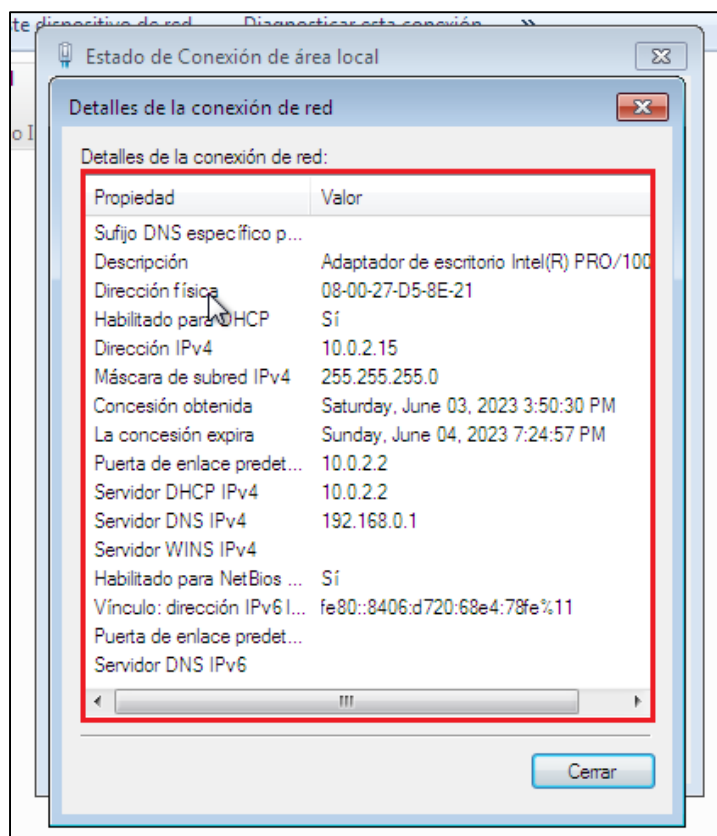 te dispositivo de red Diagnosticar esta conexión »
Estado de Conexión de área local
Detalles de la conexión de red
o I
Detalles de la conexión de red:
Propiedad Valor
Sufijo DNS específico p...
Descripción Adaptador de escritorio Intel(R) PRO/100
Dirección física 08-00-27-D5-8E-21
Habilitado para DHCP Sí
Dirección IPv4 10.0.2.15
Máscara de subred IPv4 255.255.255.0
Concesión obtenida Saturday, June 03, 2023 3:50:30 PM
La concesión expira Sunday, June 04, 2023 7:24:57 PM
Puerta de enlace predet... 10.0.2.2
Servidor DHCP IPv4 10.0.2.2
Servidor DNS IPv4 192.168.0.1
Servidor WINS IPv4
Habilitado para NetBios ... Sí
Vínculo: dirección IPv6 l... fe80::8406:d720:68e4:78fe%11
Puerta de enlace predet...
Servidor DNS IPv6
Cerrar